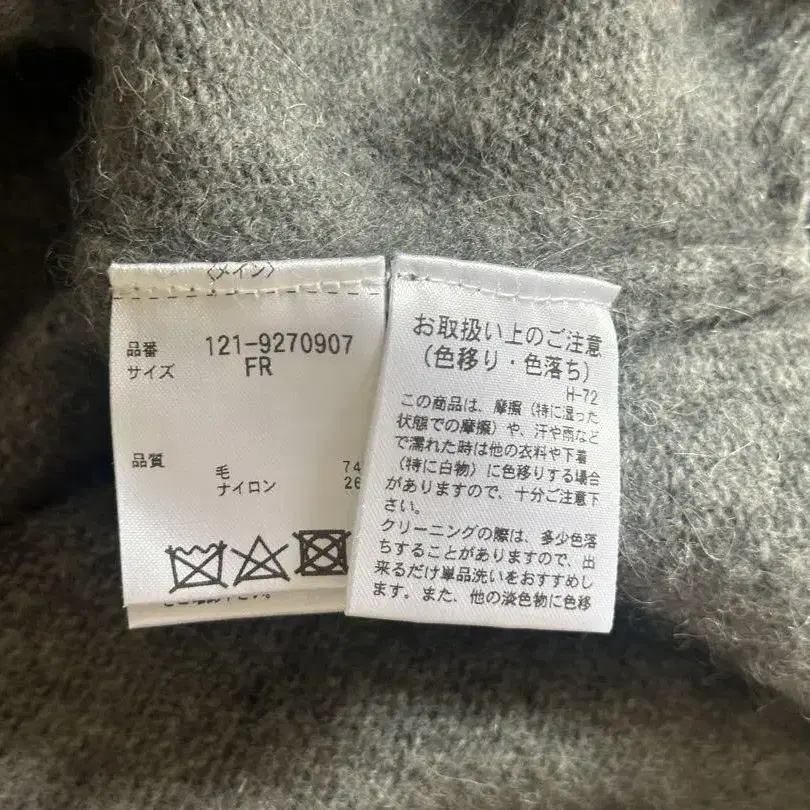 〈メイン〉
品番 121-9270907
サイズ FR
品質 毛 74
ナイロン 26
お取扱い上のご注意
(色移り・色落ち)
H-72
この商品は、摩擦(特に湿った
状態での摩擦)や、汗や雨など
で濡れた時は他の衣料や下着
(特に白物)に色移りする場合
がありますので、十分ご注意下
さい。
クリーニングの際は、多少色落
ちすることがありますので、出
来るだけ単品洗いをおすすめし
ます。また、他の淡色物に色移